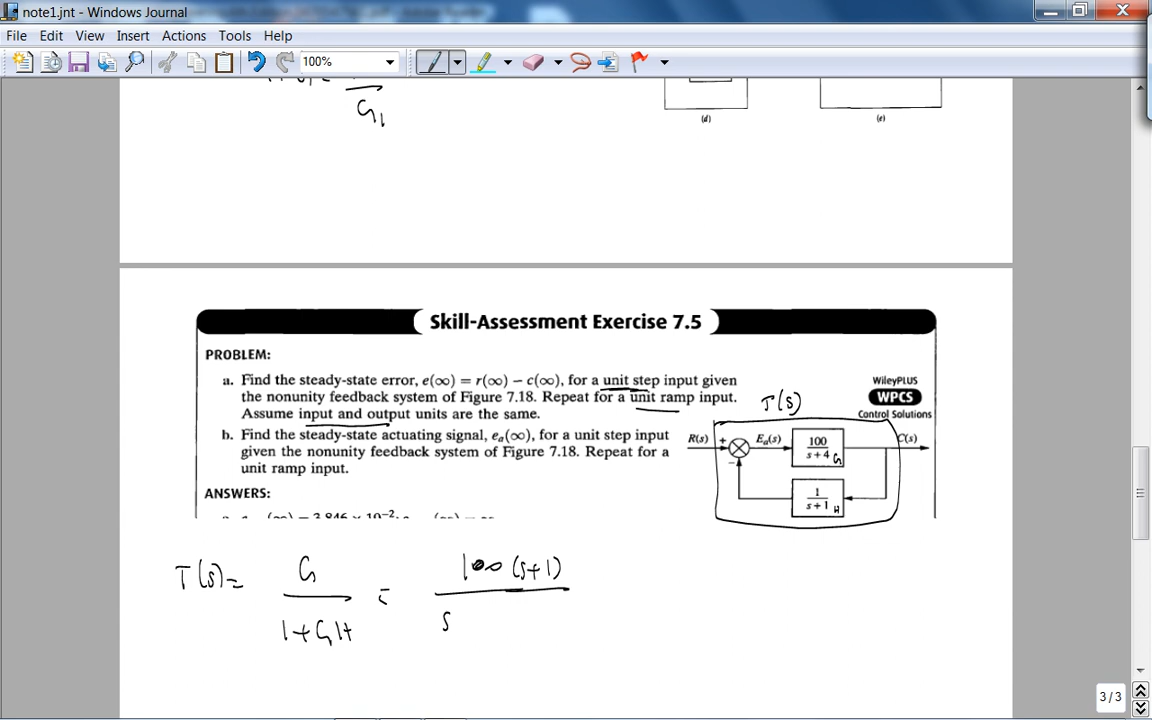 note1.jnt - Windows Journal
File Edit View Insert Actions Tools Help
100%
G1
(d)
(e)
Skill-Assessment Exercise 7.5
PROBLEM:
a. Find the steady-state error, e(∞) = r(∞) − c(∞), for a unit step input given
the nonunity feedback system of Figure 7.18. Repeat for a unit ramp input.
Assume input and output units are the same.
b. Find the steady-state actuating signal, eₐ(∞), for a unit step input
given the nonunity feedback system of Figure 7.18. Repeat for a
unit ramp input.
ANSWERS:
WileyPLUS
WPCS
Control Solutions
T(s)
R(s) + Eₐ(s) 100 C(s)
− s + 4 G
1
s + 1 H
T(s) = G = 100 (s+1)
1+GH s
3 / 3